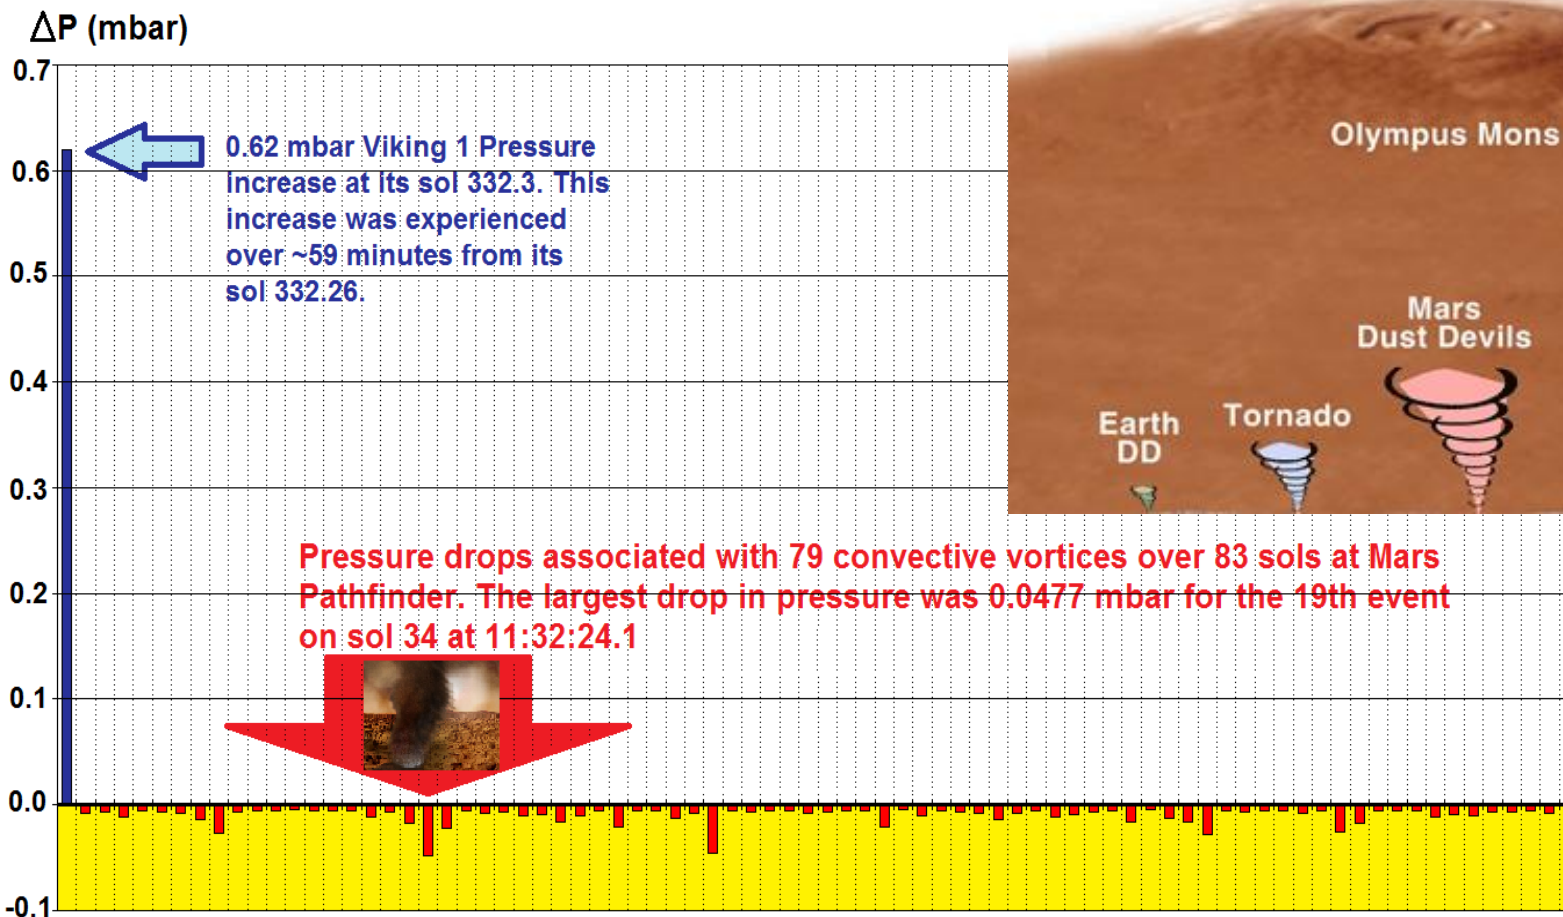 ΔP (mbar)
0.7
0.6
0.5
0.4
0.3
0.2
0.1
0.0
-0.1
0.62 mbar Viking 1 Pressure
increase at its sol 332.3. This
increase was experienced
over ~59 minutes from its
sol 332.26.
Olympus Mons
Mars
Dust Devils
Tornado
Earth
DD
Pressure drops associated with 79 convective vortices over 83 sols at Mars
Pathfinder. The largest drop in pressure was 0.0477 mbar for the 19th event
on sol 34 at 11:32:24.1